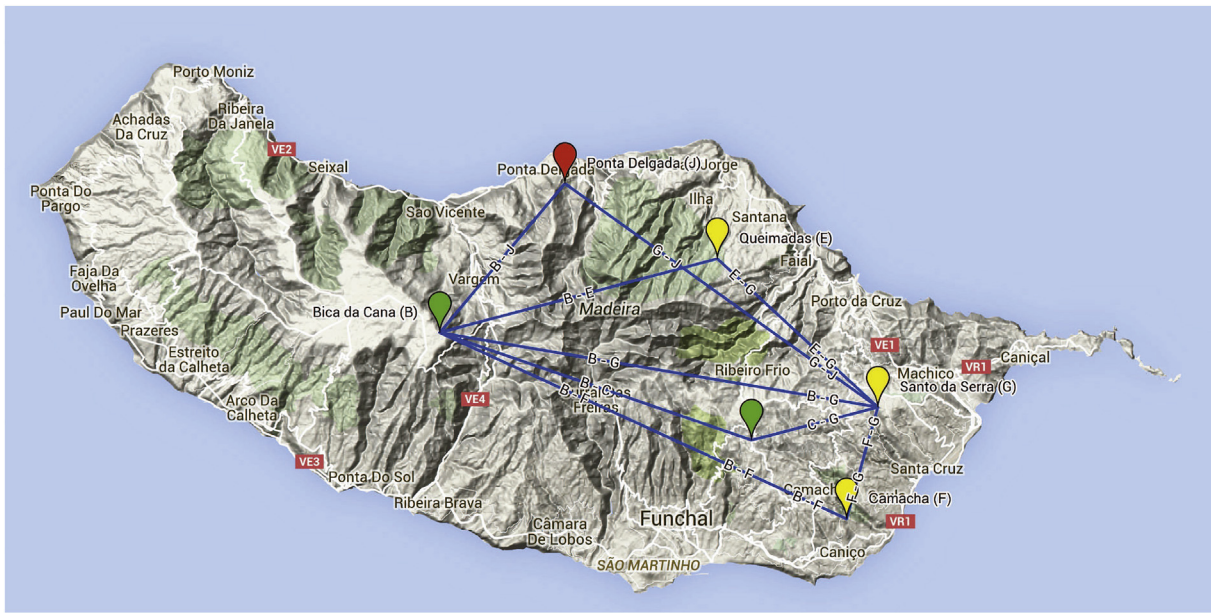 Porto Moniz
Achadas
Da Cruz
Ribeira
Da Janela
VE2
Seixal
Ponta Do
Pargo
Ponta Delgada
Ponta Delgada (J)
Jorge
Ilha
Santana
Sao Vicente
Queimadas (E)
B - J
G - J
E - G
Faial
Faja Da
Ovelha
Vargem
B - E
Paul Do Mar
Bica da Cana (B)
Madeira
Porto da Cruz
Prazeres
Estreito
da Calheta
VE1
Caniçal
VR1
E - G
G - J
B - G
Ribeiro Frio
Machico
Santo da Serra (G)
B - C
B - F
Freiras
B - G
Arco Da
Calheta
VE4
C - G
F - G
VE3
Ponta Do Sol
B - F
Santa Cruz
Ribeira Brava
Camacha (F)
B - F
F - G
Funchal
Câmara
De Lobos
VR1
Caniço
SÃO MARTINHO